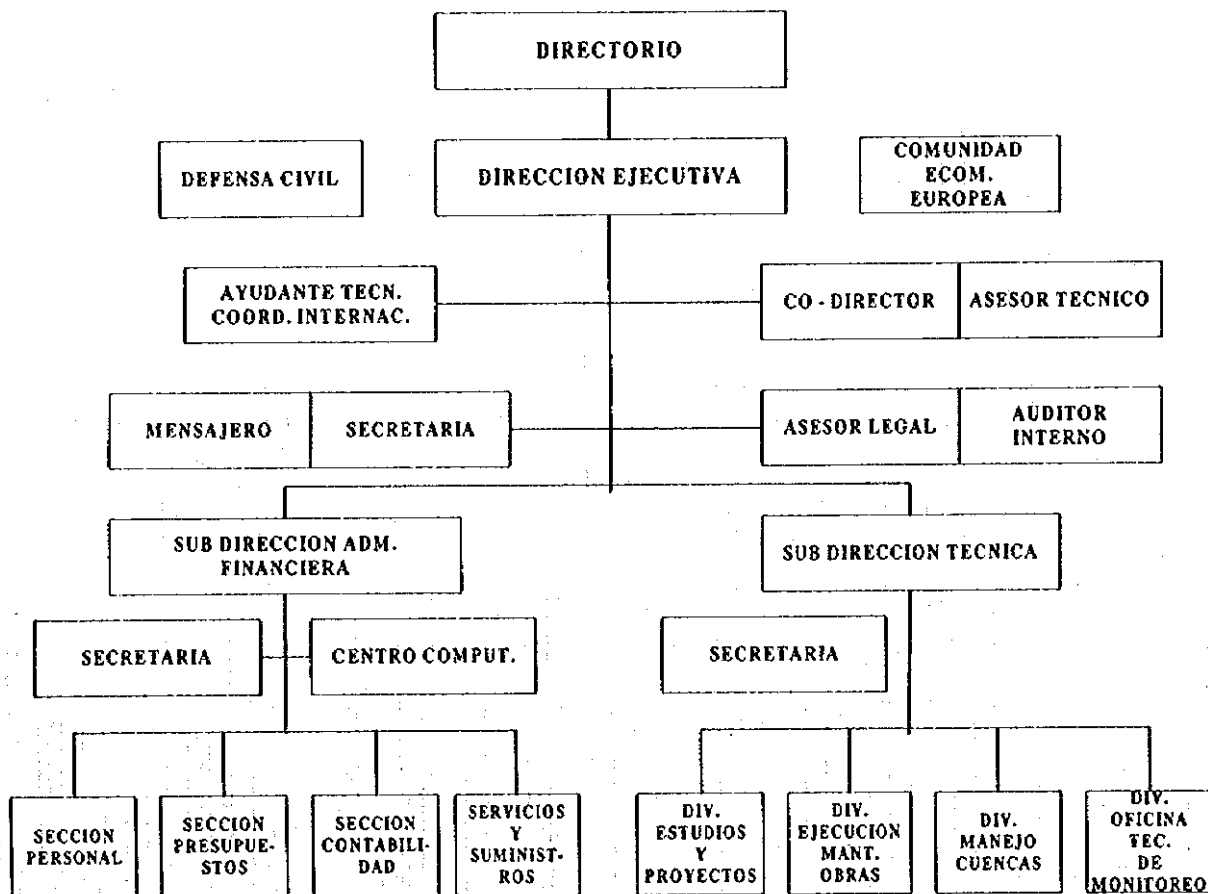 DIRECTORIO
DEFENSA CIVIL
DIRECCION EJECUTIVA
COMUNIDAD
ECOM.
EUROPEA
AYUDANTE TECN.
COORD. INTERNAC.
CO - DIRECTOR
ASESOR TECNICO
MENSAJERO
SECRETARIA
ASESOR LEGAL
AUDITOR
INTERNO
SUB DIRECCION ADM.
FINANCIERA
SUB DIRECCION TECNICA
SECRETARIA
CENTRO COMPUT.
SECRETARIA
SECCION
PERSONAL
SECCION
PRESUPUE-
STOS
SECCION
CONTABILI-
DAD
SERVICIOS
Y
SUMINIST-
ROS
DIV.
ESTUDIOS
Y
PROYECTOS
DIV.
EJECUCION
MANT.
OBRAS
DIV.
MANEJO
CUENCAS
DIV.
OFICINA
TEC.
DE
MONITOREO